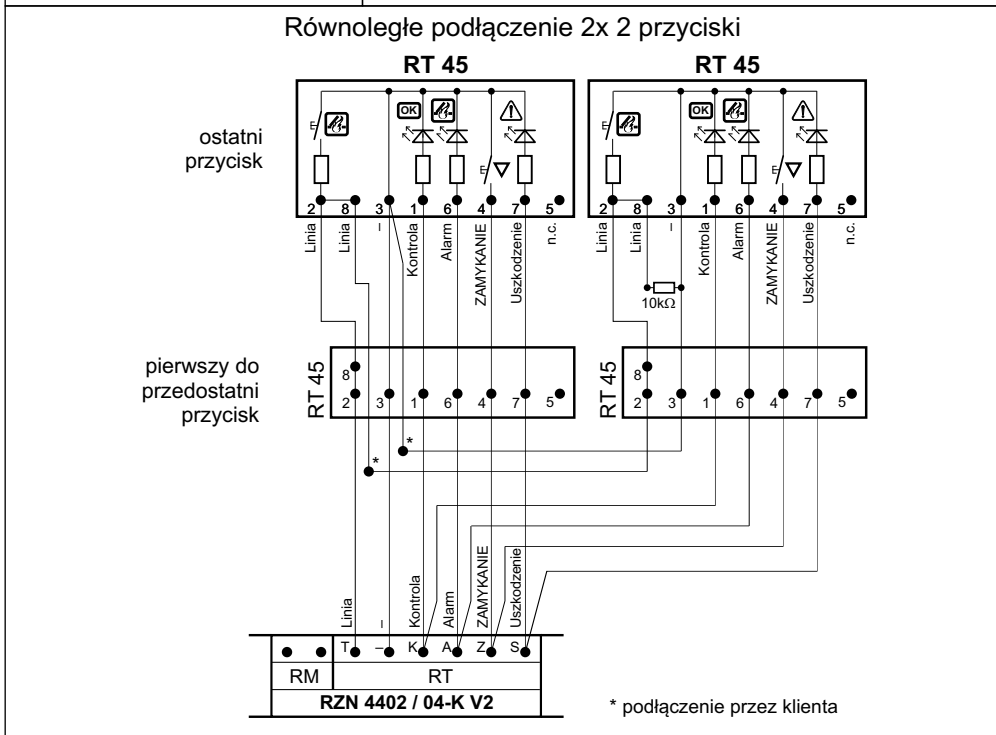 Równoległe podłączenie 2x 2 przyciski
RT 45 RT 45
OK OK
ostatni
przycisk
E E E E
2 8 3 1 6 4 7 5 2 8 3 1 6 4 7 5
Linia Linia – Kontrola Alarm ZAMYKANIE Uszkodzenie n.c. Linia Linia – Kontrola Alarm ZAMYKANIE Uszkodzenie n.c.
10kΩ
pierwszy do
przedostatni
przycisk
RT 45 RT 45
8 8
2 3 1 6 4 7 5 2 3 1 6 4 7 5
*
*
Linia – Kontrola Alarm ZAMYKANIE Uszkodzenie
T – K A Z S
RM RT
RZN 4402 / 04-K V2
* podłączenie przez klienta